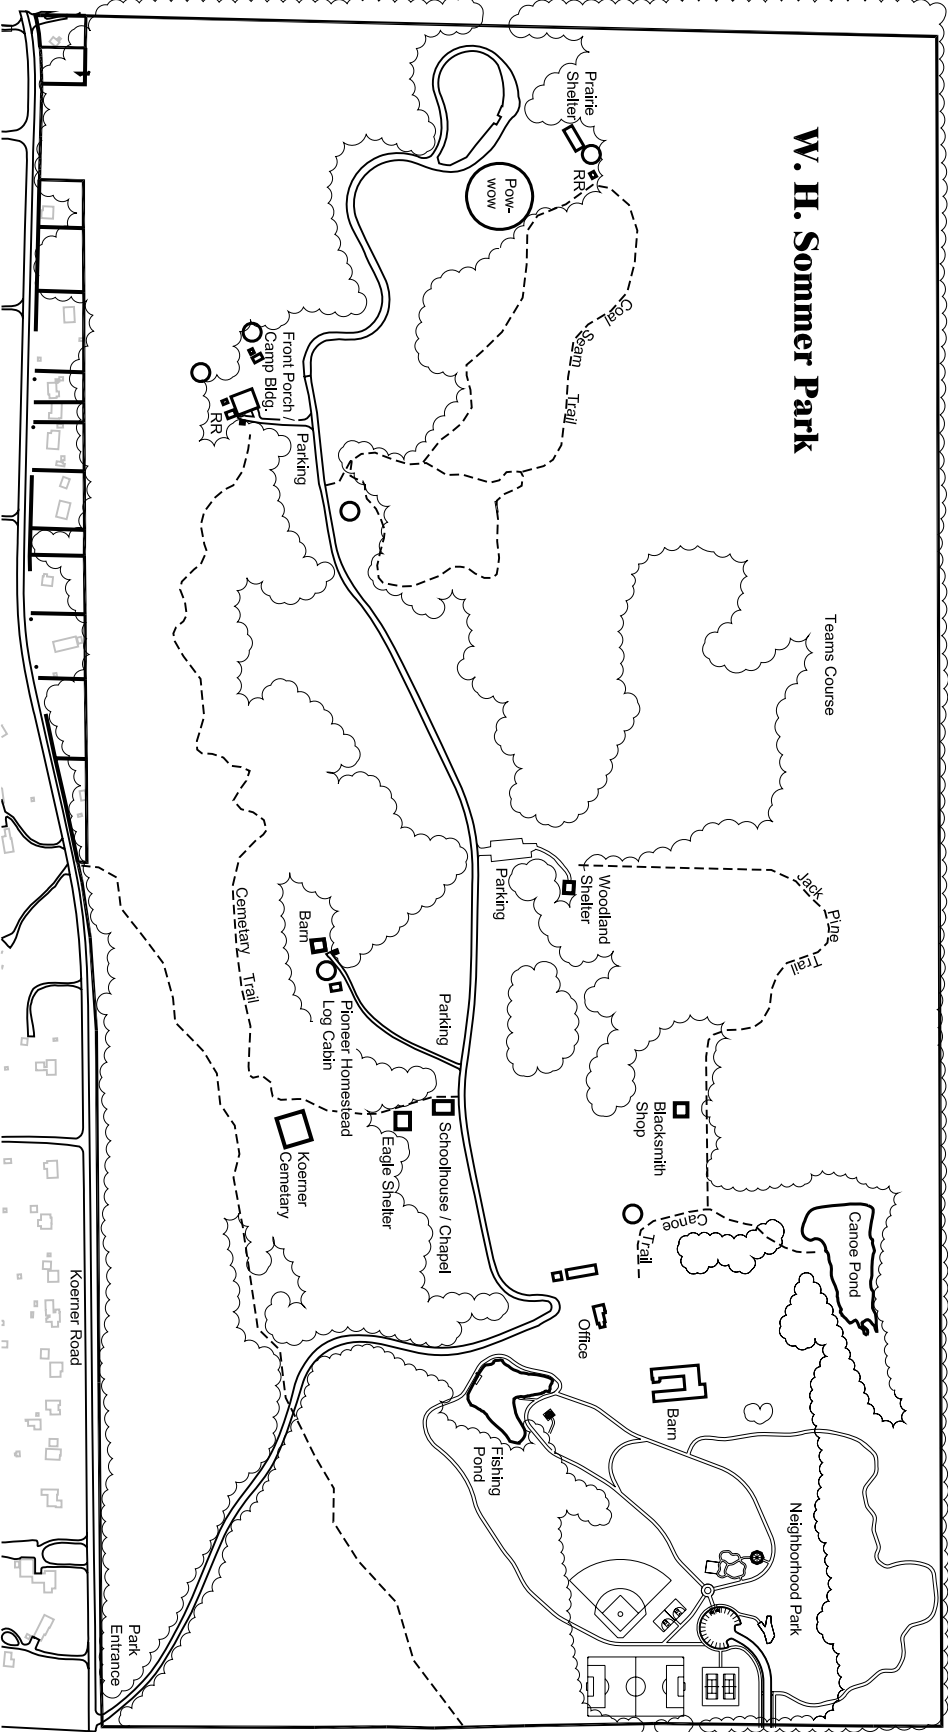 W. H. Sommer Park
Prairie
Shelter
RR
Pow-
wow
Coal Seam Trail
Front Porch /
Camp Bldg.
RR
Parking
Teams Course
Woodland
Shelter
Parking
Jack Pine Trail
Cemetary Trail
Barn
Pioneer Homestead
Log Cabin
Parking
Blacksmith
Shop
Schoolhouse / Chapel
Eagle Shelter
Koerner
Cemetary
Canoe Trail
Canoe Pond
Office
Barn
Fishing
Pond
Neighborhood Park
Koerner Road
Park
Entrance